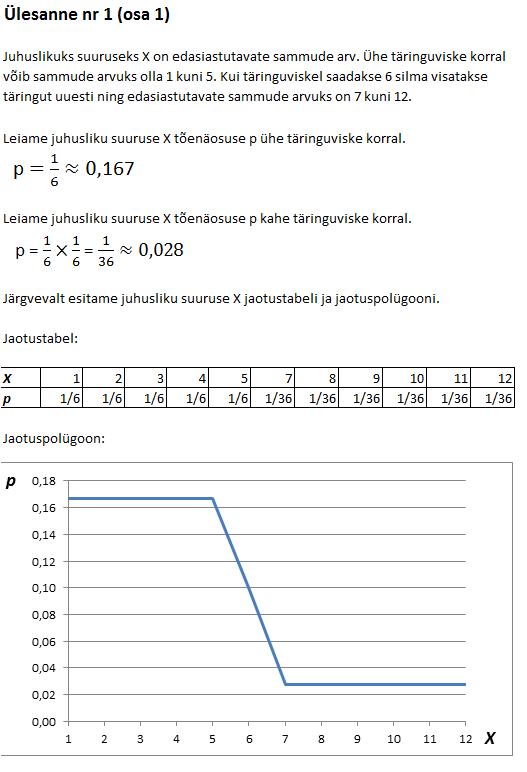 Ülesanne nr 1 (osa 1)
Juhuslikuks suuruseks X on edasiastutavate sammude arv. Ühe täringuviske korral
võib sammude arvuks olla 1 kuni 5. Kui täringuviskel saadakse 6 silma visatakse
täringut uuesti ning edasiastutavate sammude arvuks on 7 kuni 12.
Leiame juhusliku suuruse X tõenäosuse p ühe täringuviske korral.
p = 1/6 ≈ 0,167
Leiame juhusliku suuruse X tõenäosuse p kahe täringuviske korral.
p = 1/6 × 1/6 = 1/36 ≈ 0,028
Järgvevalt esitame juhusliku suuruse X jaotustabeli ja jaotuspolügooni.
Jaotustabel:
X 1 2 3 4 5 7 8 9 10 11 12
p 1/6 1/6 1/6 1/6 1/6 1/36 1/36 1/36 1/36 1/36 1/36
Jaotuspolügoon:
p 0,18
0,16
0,14
0,12
0,10
0,08
0,06
0,04
0,02
0,00
1 2 3 4 5 6 7 8 9 10 11 12 X